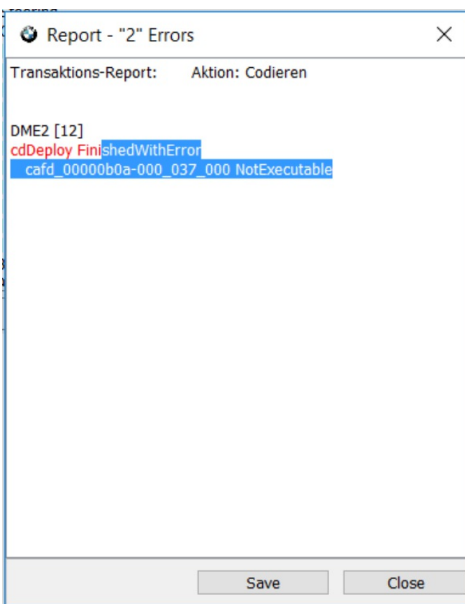 Report - "2" Errors
Transaktions-Report: Aktion: Codieren
DME2 [12]
cdDeploy FinishedWithError
cafd_00000b0a-000_037_000 NotExecutable
Save
Close